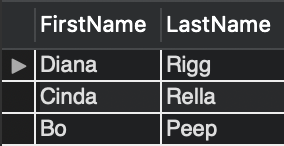 FirstName LastName
Diana Rigg
Cinda Rella
Bo Peep